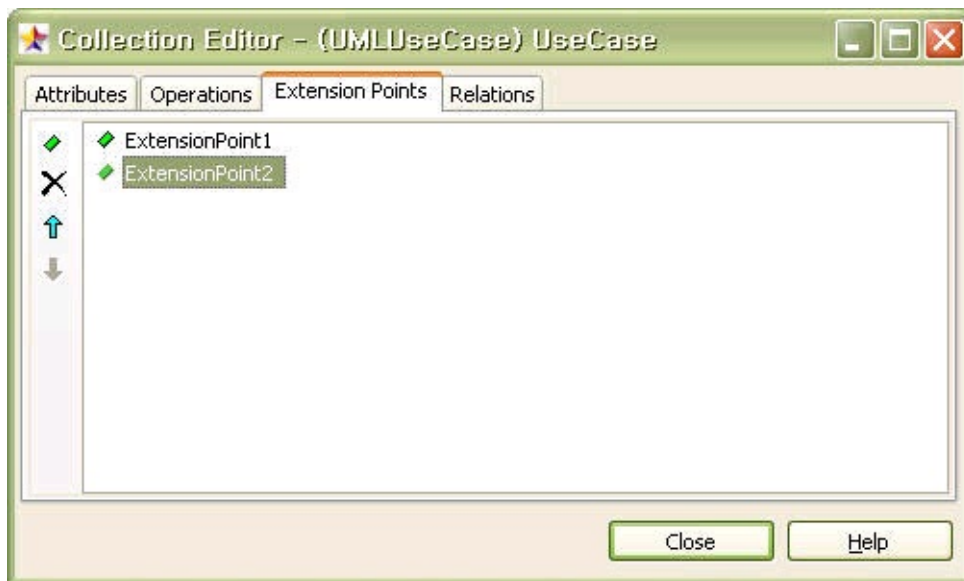 Collection Editor - (UMLUseCase) UseCase
Attributes Operations Extension Points Relations
ExtensionPoint1
ExtensionPoint2
Close Help